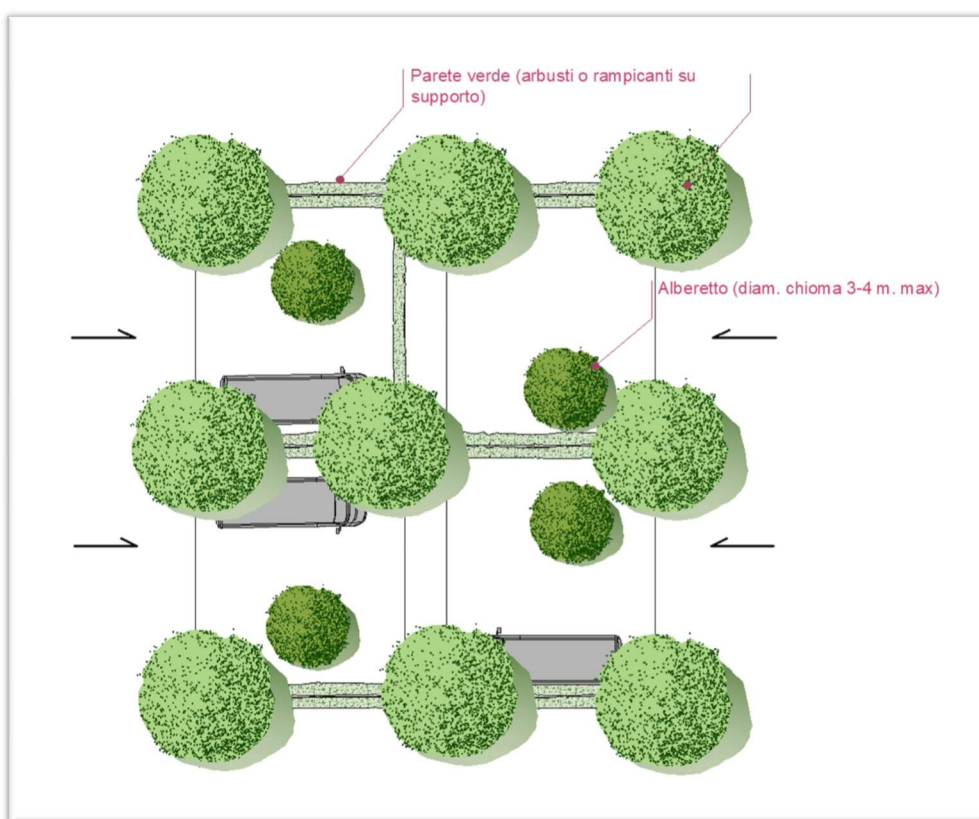 Parete verde (arbusti o rampicanti su
supporto)
Alberetto (diam. chioma 3-4 m. max)